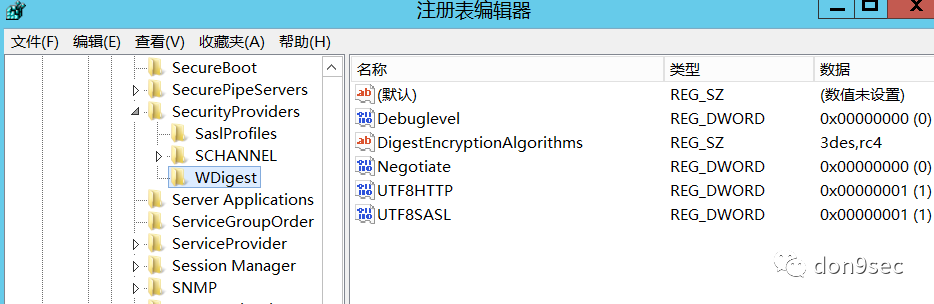 注册表编辑器
文件(F) 编辑(E) 查看(V) 收藏夹(A) 帮助(H)
SecureBoot
SecurePipeServers
SecurityProviders
SaslProfiles
SCHANNEL
WDigest
Server Applications
ServiceGroupOrder
ServiceProvider
Session Manager
SNMP
名称 类型 数据
(默认) REG_SZ (数值未设置)
Debuglevel REG_DWORD 0x00000000 (0)
DigestEncryptionAlgorithms REG_SZ 3des,rc4
Negotiate REG_DWORD 0x00000000 (0)
UTF8HTTP REG_DWORD 0x00000001 (1)
UTF8SASL REG_DWORD 0x00000001 (1)
don9sec